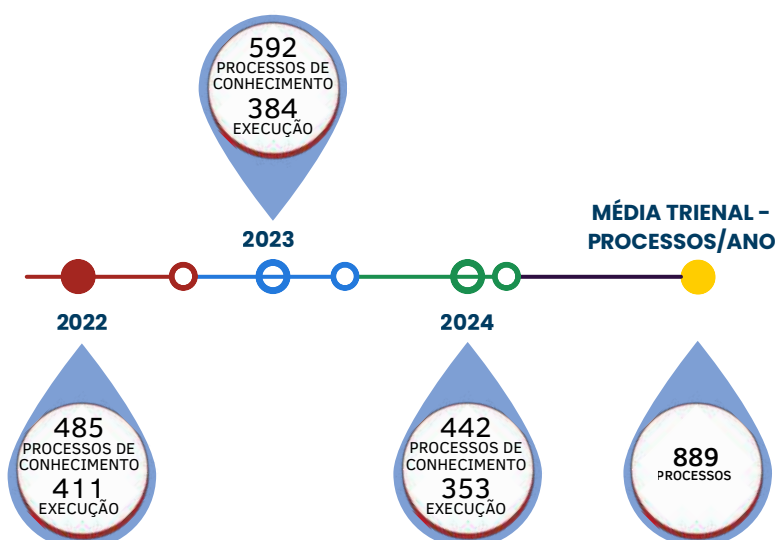 592
PROCESSOS DE
CONHECIMENTO
384
EXECUÇÃO
2023
MÉDIA TRIENAL -
PROCESSOS/ANO
2022
2024
485
PROCESSOS DE
CONHECIMENTO
411
EXECUÇÃO
442
PROCESSOS DE
CONHECIMENTO
353
EXECUÇÃO
889
PROCESSOS